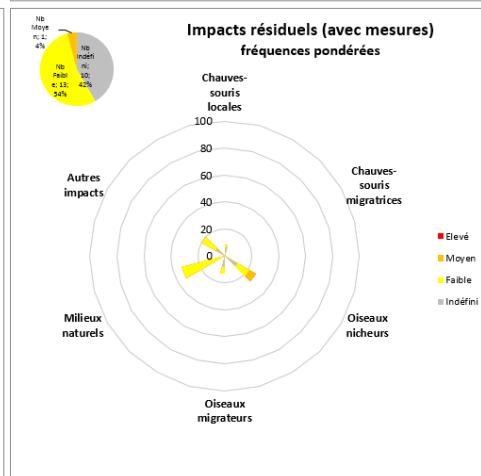 Nb
Moye
n; 1;
4%
Nb
Indéfi
ni;
10;
42%
Nb
Faibl
e; 13;
54%
Impacts résiduels (avec mesures)
fréquences pondérées
Chauves-
souris
locales
Chauves-
souris
migratrices
Oiseaux
nicheurs
Oiseaux
migrateurs
Milieux
naturels
Autres
impacts
100
80
60
40
20
0
Elevé
Moyen
Faible
Indéfini